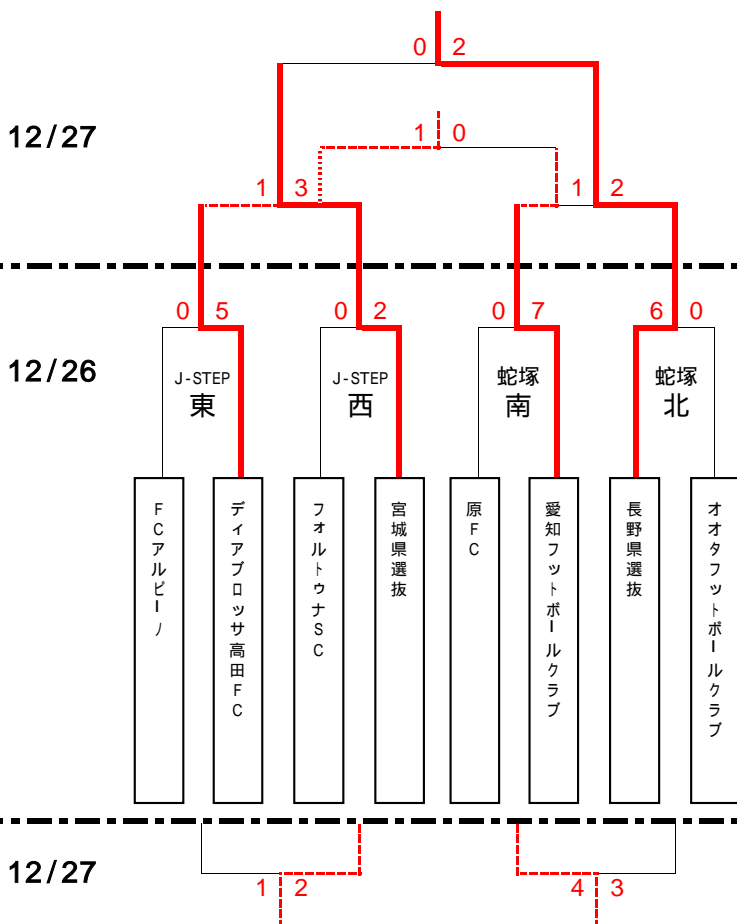 0 2
12/27
1 0
1 3
1 2
0 5
0 2
0 7
6 0
12/26
J-STEP
東
J-STEP
西
蛇塚
南
蛇塚
北
FCアルピーノ
ディアブロッサ高田FC
フォルトゥナSC
宮城県選抜
原FC
愛知フットボールクラブ
長野県選抜
オオタフットボールクラブ
12/27
1 2
4 3